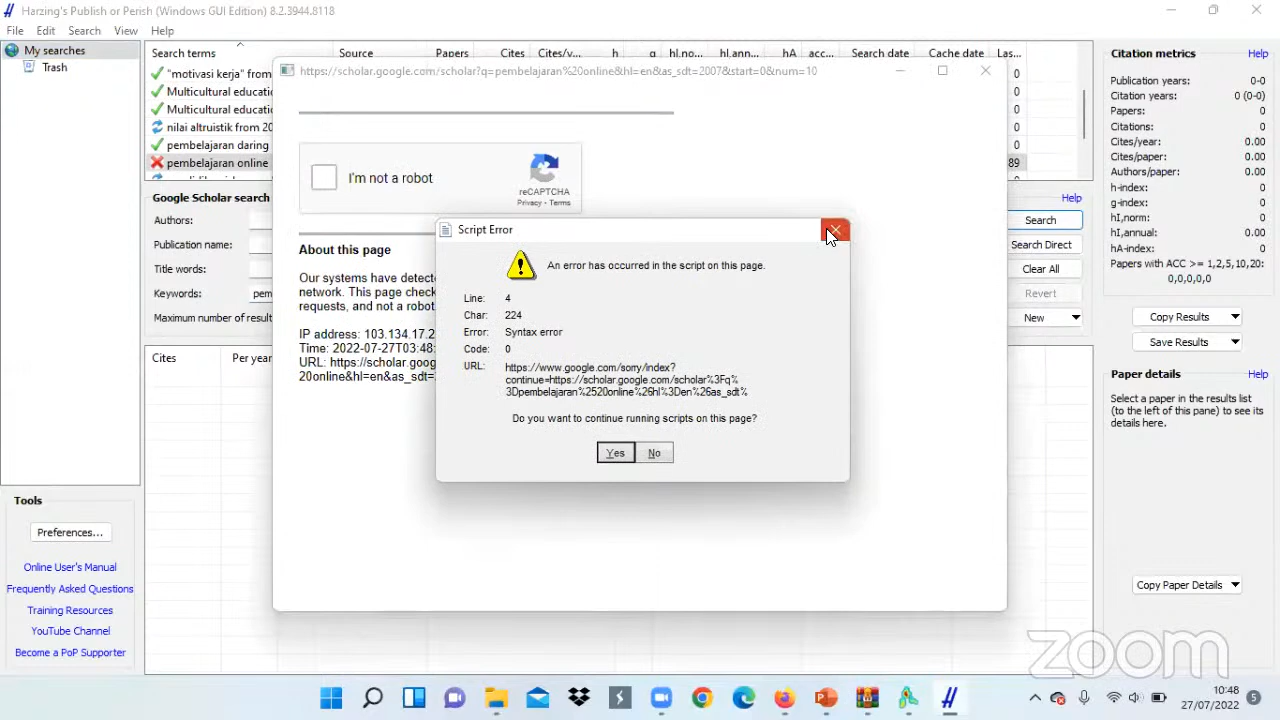 Harzing's Publish or Perish (Windows GUI Edition) 8.2.3944.8118
File Edit Search View Help
My searches
Trash
Search terms Source Papers Cites Cites/y... h g hI,no... hI,ann... hA acc... Search date Cache date Las...
"motivasi kerja" from 0
Multicultural educatio 0
Multicultural educatio 0
nilai altruistik from 20 0
pembelajaran daring 0
pembelajaran online 89
https://scholar.google.com/scholar?q=pembelajaran%20online&hl=en&as_sdt=2007&start=0&num=10
I'm not a robot
reCAPTCHA
Privacy - Terms
About this page
Our systems have detecte
network. This page check
requests, and not a robot
IP address: 103.134.17.2
Time: 2022-07-27T03:48:
URL: https://scholar.goog
20online&hl=en&as_sdt=
Script Error
An error has occurred in the script on this page.
Line: 4
Char: 224
Error: Syntax error
Code: 0
URL: https://www.google.com/sorry/index?
continue=https://scholar.google.com/scholar%3Fq%
3Dpembelajaran%2520online%26hl%3Den%26as_sdt%
Do you want to continue running scripts on this page?
Yes No
Google Scholar search Help
Authors:
Publication name:
Title words:
Keywords: pem
Maximum number of result
Search
Search Direct
Clear All
Revert
New
Cites Per year
Citation metrics Help
Publication years: 0-0
Citation years: 0 (0-0)
Papers: 0
Citations: 0
Cites/year: 0.00
Cites/paper: 0.00
Authors/paper: 0.00
h-index: 0
g-index: 0
hI,norm: 0
hI,annual: 0.00
hA-index: 0
Papers with ACC >= 1,2,5,10,20:
0,0,0,0,0
Copy Results
Save Results
Paper details Help
Select a paper in the results list
(to the left of this pane) to see its
details here.
Copy Paper Details
Tools
Preferences...
Online User's Manual
Frequently Asked Questions
Training Resources
YouTube Channel
Become a PoP Supporter
zoom
10:48
27/07/2022
5